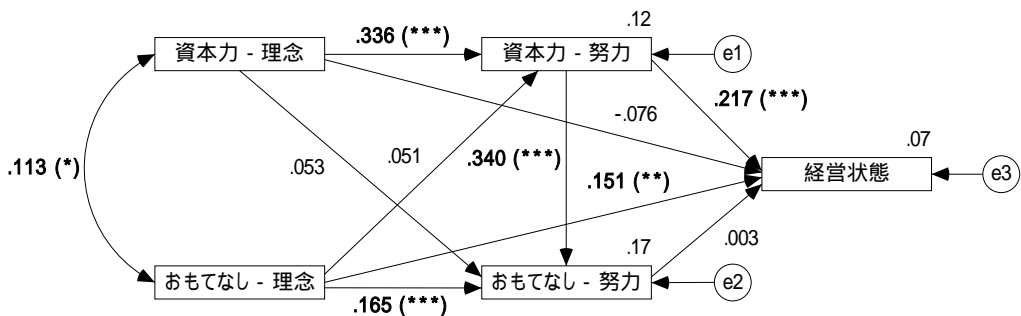 .12
資本力 - 理念
.336 (***)
資本力 - 努力
e1
.217 (***)
-.076
.07
.113 (*)
.053
.051
.340 (***)
.151 (**)
経営状態
e3
.17
.003
おもてなし - 理念
.165 (***)
おもてなし - 努力
e2